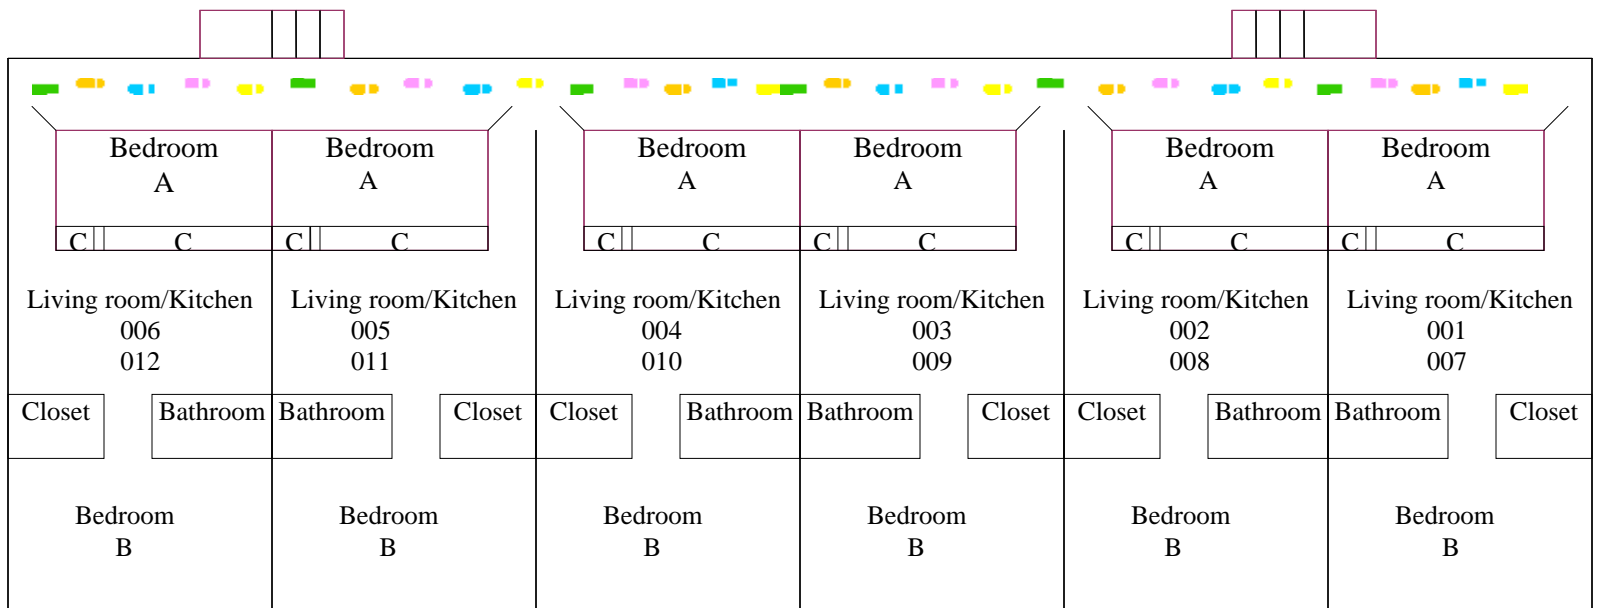 Bedroom Bedroom Bedroom Bedroom Bedroom Bedroom
A A A A A A
C C C C C C C C C C C C
Living room/Kitchen Living room/Kitchen Living room/Kitchen Living room/Kitchen Living room/Kitchen Living room/Kitchen
006 005 004 003 002 001
012 011 010 009 008 007
Closet Bathroom Bathroom Closet Closet Bathroom Bathroom Closet Closet Bathroom Bathroom Closet
Bedroom Bedroom Bedroom Bedroom Bedroom Bedroom
B B B B B B